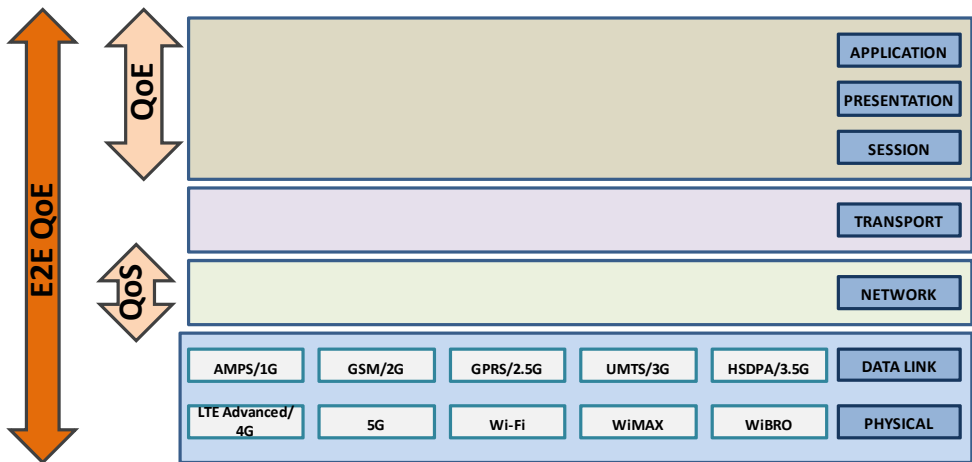 E2E QoE
QoE
QoS
APPLICATION
PRESENTATION
SESSION
TRANSPORT
NETWORK
AMPS/1G GSM/2G GPRS/2.5G UMTS/3G HSDPA/3.5G DATA LINK
LTE Advanced/
4G 5G Wi-Fi WiMAX WiBRO PHYSICAL